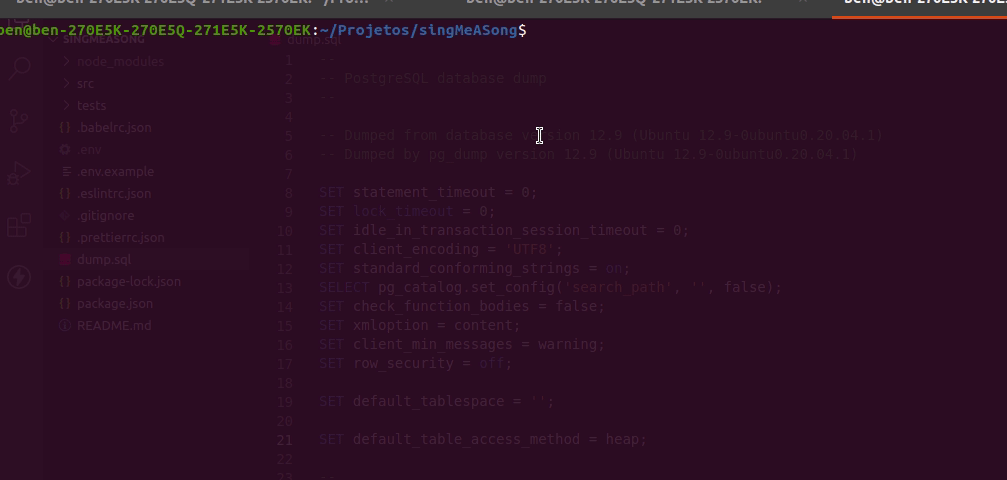 ben@ben-270E5K-270E5Q-271E5K-2570EK:~/Projetos/singMeASong$
SINGMEASONG
node_modules
src
tests
.babelrc.json
.env
.env.example
.eslintrc.json
.gitignore
.prettierrc.json
dump.sql
package-lock.json
package.json
README.md
dump.sql
1 --
2 -- PostgreSQL database dump
3 --
4
5 -- Dumped from database version 12.9 (Ubuntu 12.9-0ubuntu0.20.04.1)
6 -- Dumped by pg_dump version 12.9 (Ubuntu 12.9-0ubuntu0.20.04.1)
7
8 SET statement_timeout = 0;
9 SET lock_timeout = 0;
10 SET idle_in_transaction_session_timeout = 0;
11 SET client_encoding = 'UTF8';
12 SET standard_conforming_strings = on;
13 SELECT pg_catalog.set_config('search_path', '', false);
14 SET check_function_bodies = false;
15 SET xmloption = content;
16 SET client_min_messages = warning;
17 SET row_security = off;
18
19 SET default_tablespace = '';
20
21 SET default_table_access_method = heap;
22